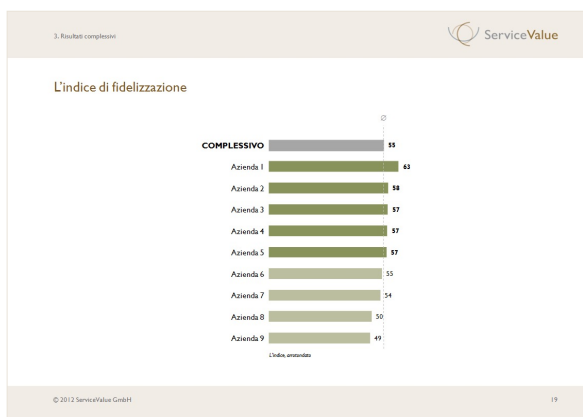 3. Risultati complessivi
ServiceValue
L'indice di fidelizzazione
Ø
COMPLESSIVO 55
Azienda 1 63
Azienda 2 58
Azienda 3 57
Azienda 4 57
Azienda 5 57
Azienda 6 55
Azienda 7 54
Azienda 8 50
Azienda 9 49
L'indice, arrotondato
© 2012 ServiceValue GmbH 19